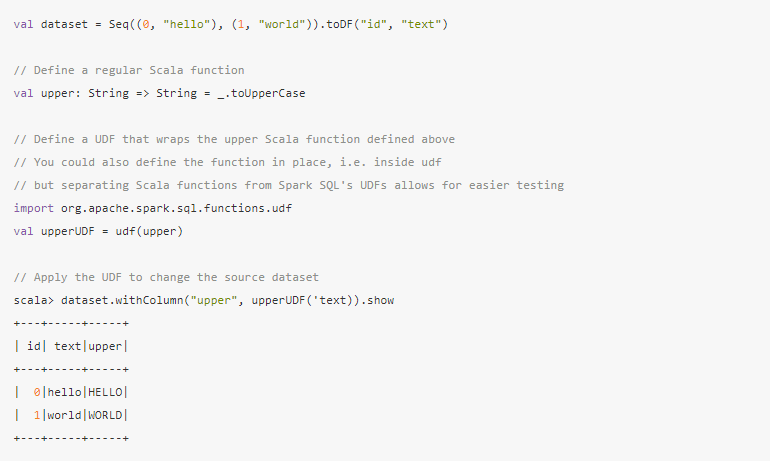 val dataset = Seq((0, "hello"), (1, "world")).toDF("id", "text")
// Define a regular Scala function
val upper: String => String = _.toUpperCase
// Define a UDF that wraps the upper Scala function defined above
// You could also define the function in place, i.e. inside udf
// but separating Scala functions from Spark SQL's UDFs allows for easier testing
import org.apache.spark.sql.functions.udf
val upperUDF = udf(upper)
// Apply the UDF to change the source dataset
scala> dataset.withColumn("upper", upperUDF('text)).show
+---+-----+-----+
| id| text|upper|
+---+-----+-----+
|  0|hello|HELLO|
|  1|world|WORLD|
+---+-----+-----+